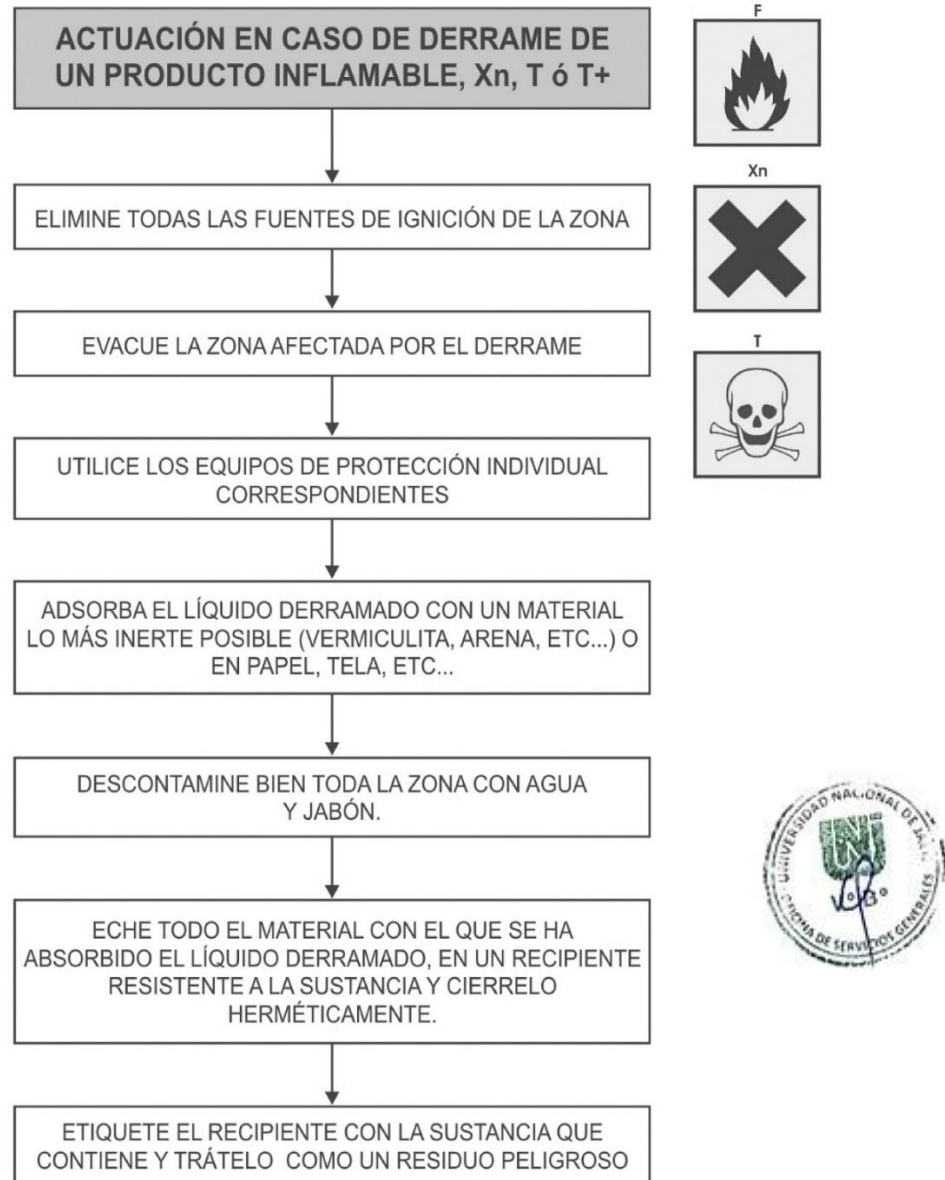 ACTUACIÓN EN CASO DE DERRAME DE
UN PRODUCTO INFLAMABLE, Xn, T ó T+
ELIMINE TODAS LAS FUENTES DE IGNICIÓN DE LA ZONA
EVACUE LA ZONA AFECTADA POR EL DERRAME
UTILICE LOS EQUIPOS DE PROTECCIÓN INDIVIDUAL
CORRESPONDIENTES
ADSORBA EL LÍQUIDO DERRAMADO CON UN MATERIAL
LO MÁS INERTE POSIBLE (VERMICULITA, ARENA, ETC...) O
EN PAPEL, TELA, ETC...
DESCONTAMINE BIEN TODA LA ZONA CON AGUA
Y JABÓN.
ECHE TODO EL MATERIAL CON EL QUE SE HA
ABSORBIDO EL LÍQUIDO DERRAMADO, EN UN RECIPIENTE
RESISTENTE A LA SUSTANCIA Y CIERRELO
HERMÉTICAMENTE.
ETIQUETE EL RECIPIENTE CON LA SUSTANCIA QUE
CONTIENE Y TRÁTELO COMO UN RESIDUO PELIGROSO
F
Xn
T
UNIVERSIDAD NACIONAL DE
UNJ
V°B°
OFICINA DE SERVICIOS GENERALES